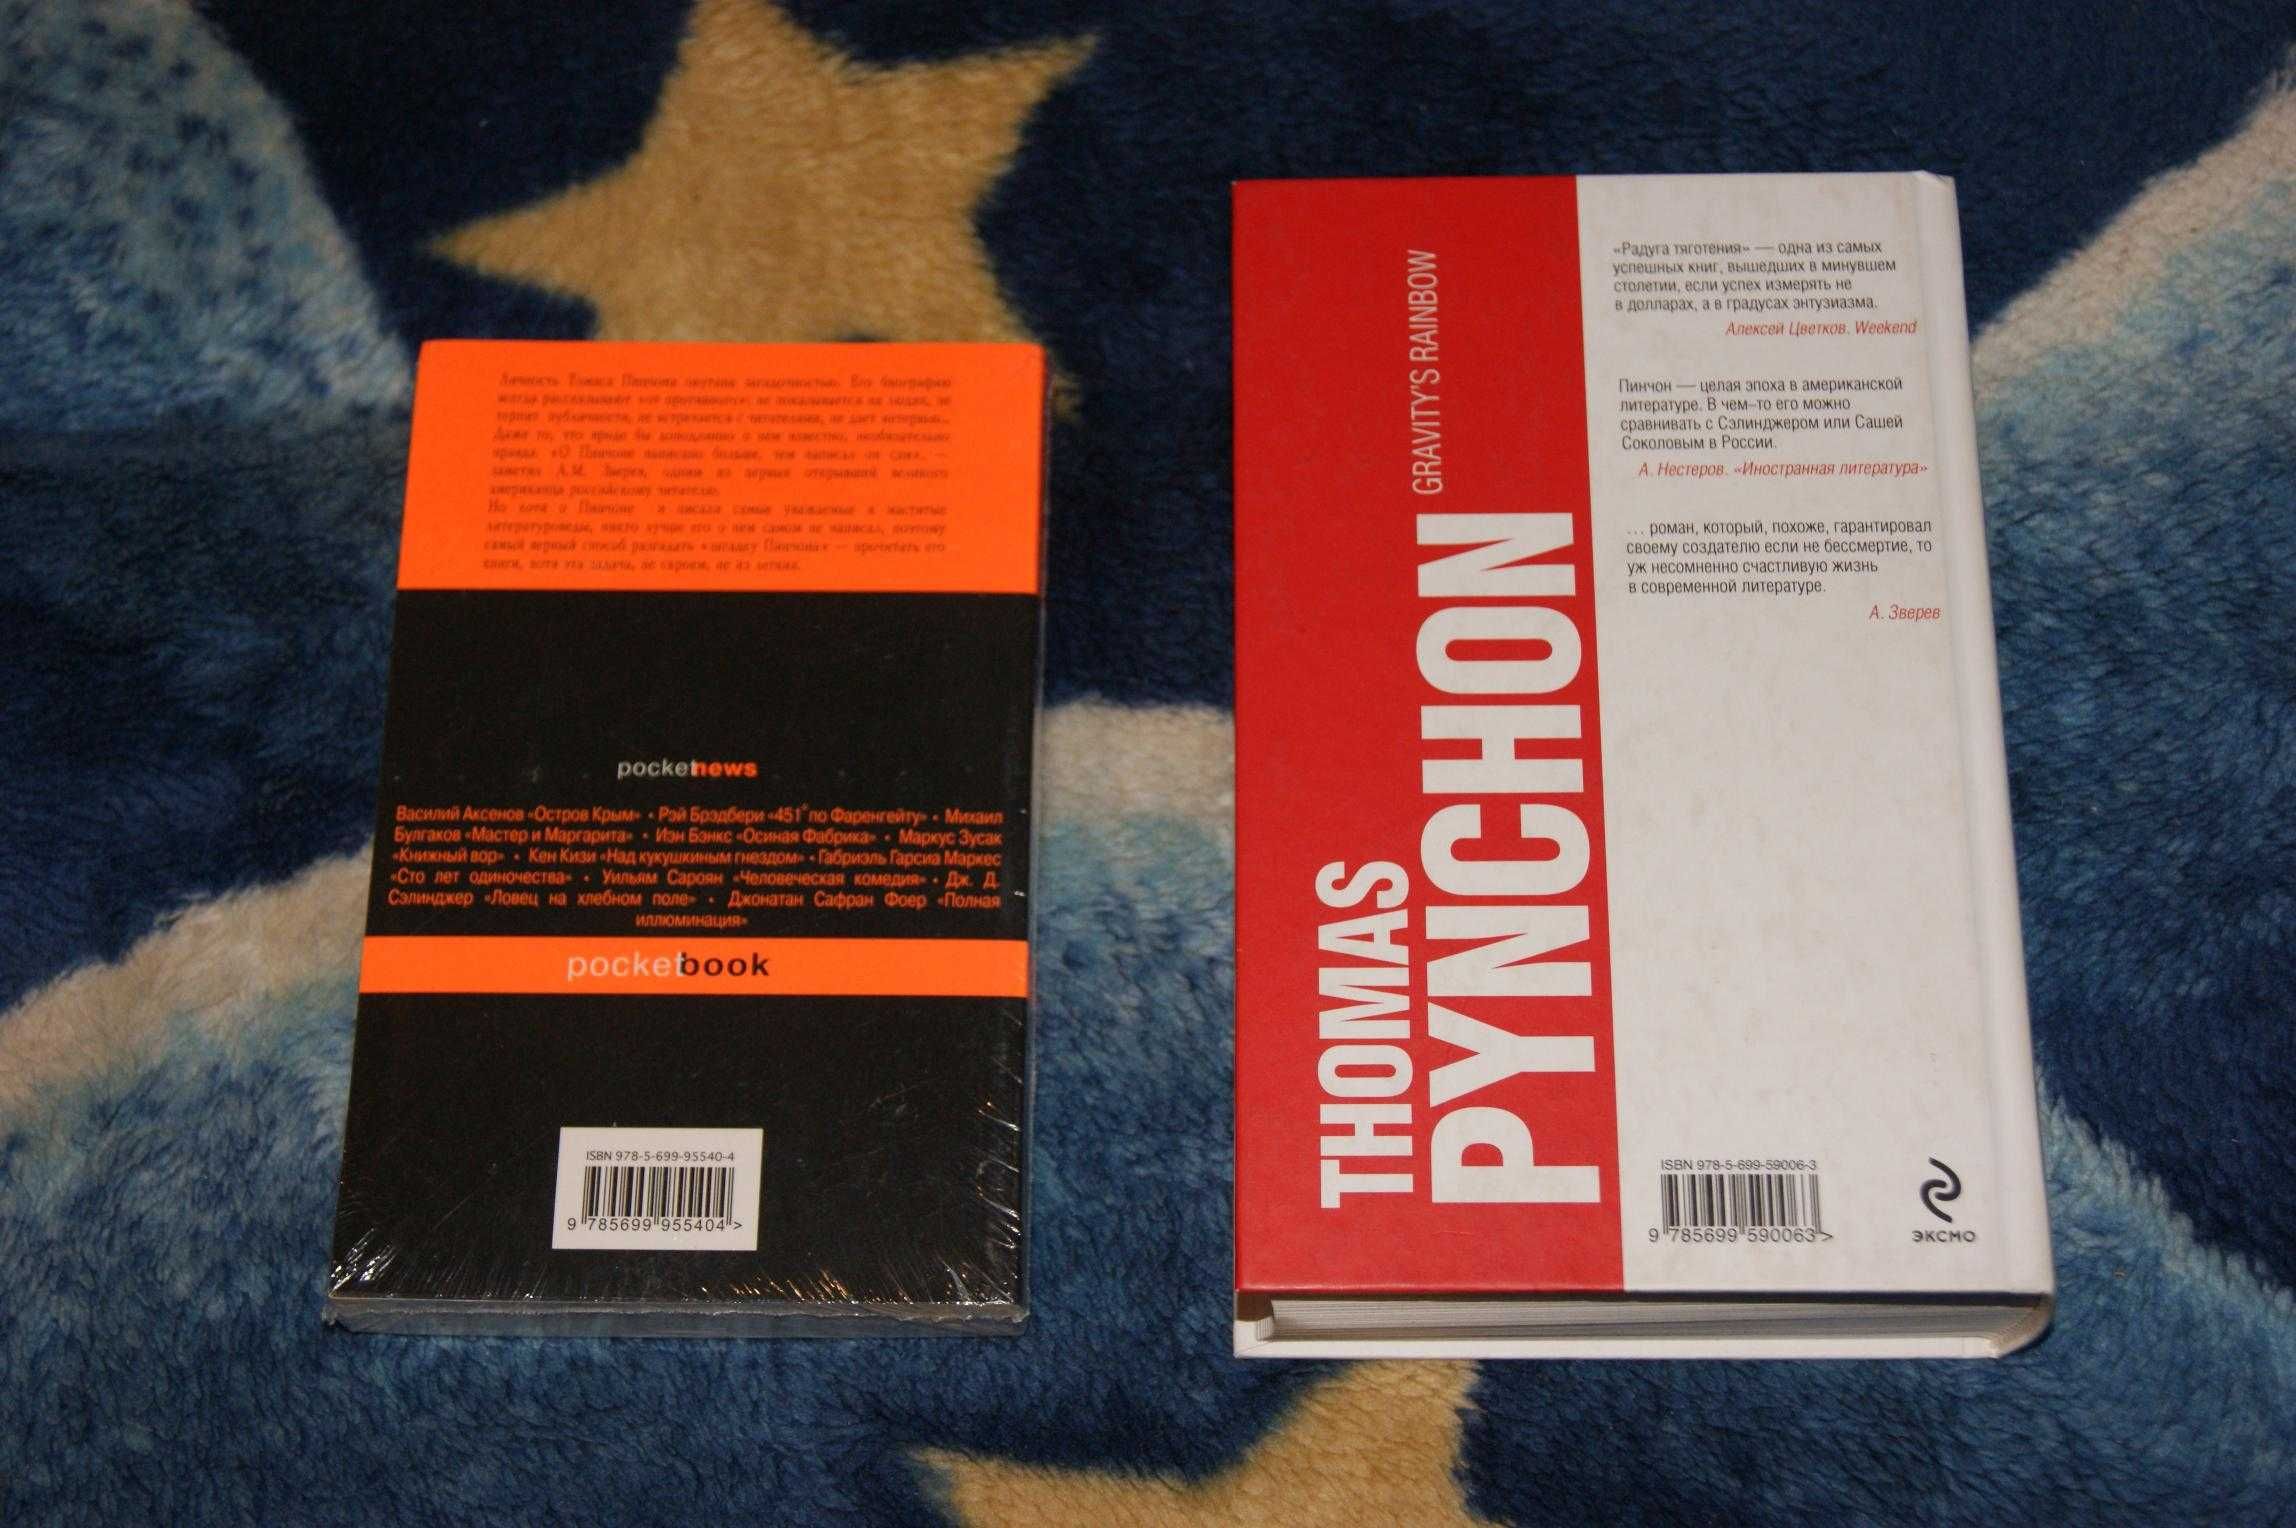 Личность Томаса Пинчона окутана загадочностью. Его биографию
всегда рассказывают «от противного»: не показывается на людях, не
терпит публичности, не встречается с читателями, не дает интервью...
Даже то, что вроде бы доподлинно о нем известно, необязательно
правда. «О Пинчоне написано больше, чем написал он сам», —
заметил А.М. Зверев, одним из первых открывший великого
американца российскому читателю.
Но хотя о Пинчоне и писали самые уважаемые и маститые
литературоведы, никто лучше его о нем самом не написал, поэтому
самый верный способ разгадать «загадку Пинчона» — прочитать его
книги, хотя эта задача, не скроем, не из легких.
pocketnews
Василий Аксенов «Остров Крым» • Рэй Брэдбери «451° по Фаренгейту» • Михаил
Булгаков «Мастер и Маргарита» • Иэн Бэнкс «Осиная Фабрика» • Маркус Зусак
«Книжный вор» • Кен Кизи «Над кукушкиным гнездом» • Габриэль Гарсиа Маркес
«Сто лет одиночества» • Уильям Сароян «Человеческая комедия» • Дж. Д.
Сэлинджер «Ловец на хлебном поле» • Джонатан Сафран Фоер «Полная
иллюминация»
pocketbook
ISBN 978-5-699-95540-4
9 785699 955404 >
THOMAS
PYNCHON GRAVITY'S RAINBOW
«Радуга тяготения» — одна из самых
успешных книг, вышедших в минувшем
столетии, если успех измерять не
в долларах, а в градусах энтузиазма.
Алексей Цветков. Weekend
Пинчон — целая эпоха в американской
литературе. В чем–то его можно
сравнивать с Сэлинджером или Сашей
Соколовым в России.
А. Нестеров. «Иностранная литература»
... роман, который, похоже, гарантировал
своему создателю если не бессмертие, то
уж несомненно счастливую жизнь
в современной литературе.
А. Зверев
ISBN 978-5-699-59006-3
9 785699 590063 >
ЭКСМО